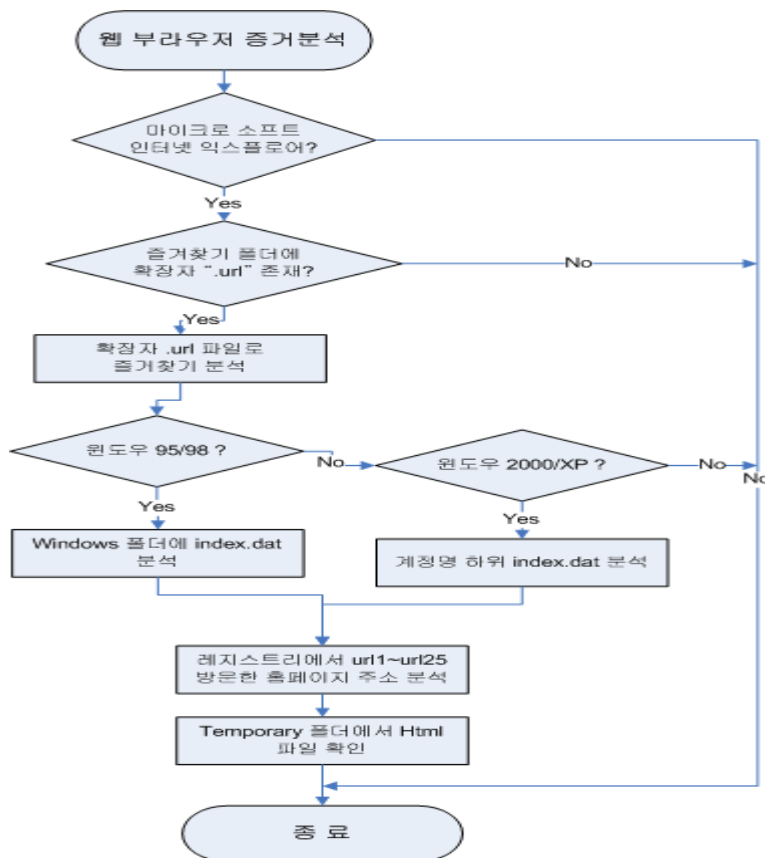 웹 부라우저 증거분석
마이크로 소프트
인터넷 익스플로어?
Yes
즐겨찾기 폴더에
확장자 “.url” 존재?
No
Yes
확장자 .url 파일로
즐겨찾기 분석
윈도우 95/98 ?
No
윈도우 2000/XP ?
No
No
Yes
Yes
Windows 폴더에 index.dat
분석
계정명 하위 index.dat 분석
레지스트리에서 url1~url25
방문한 홈페이지 주소 분석
Temporary 폴더에서 Html
파일 확인
종 료